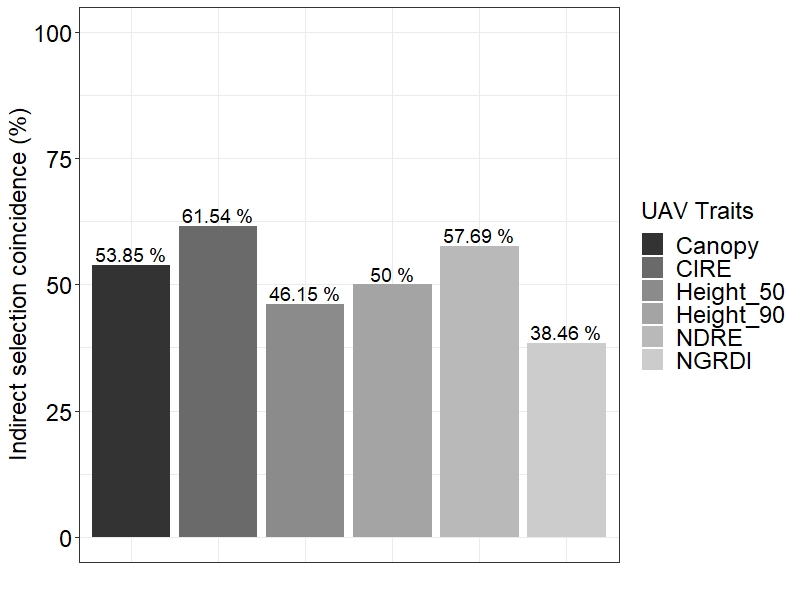 Indirect selection coincidence (%)
100
75
50
25
0
53.85 %
61.54 %
46.15 %
50 %
57.69 %
38.46 %
UAV Traits
Canopy
CIRE
Height_50
Height_90
NDRE
NGRDI